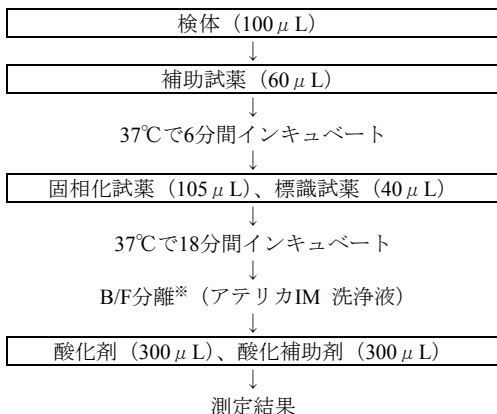 検体（100μL）
↓
補助試薬（60μL）
↓
37℃で6分間インキュベート
↓
固相化試薬（105μL）、標識試薬（40μL）
↓
37℃で18分間インキュベート
↓
B/F分離※（アテリカIM 洗浄液）
↓
酸化剤（300μL）、酸化補助剤（300μL）
↓
測定結果